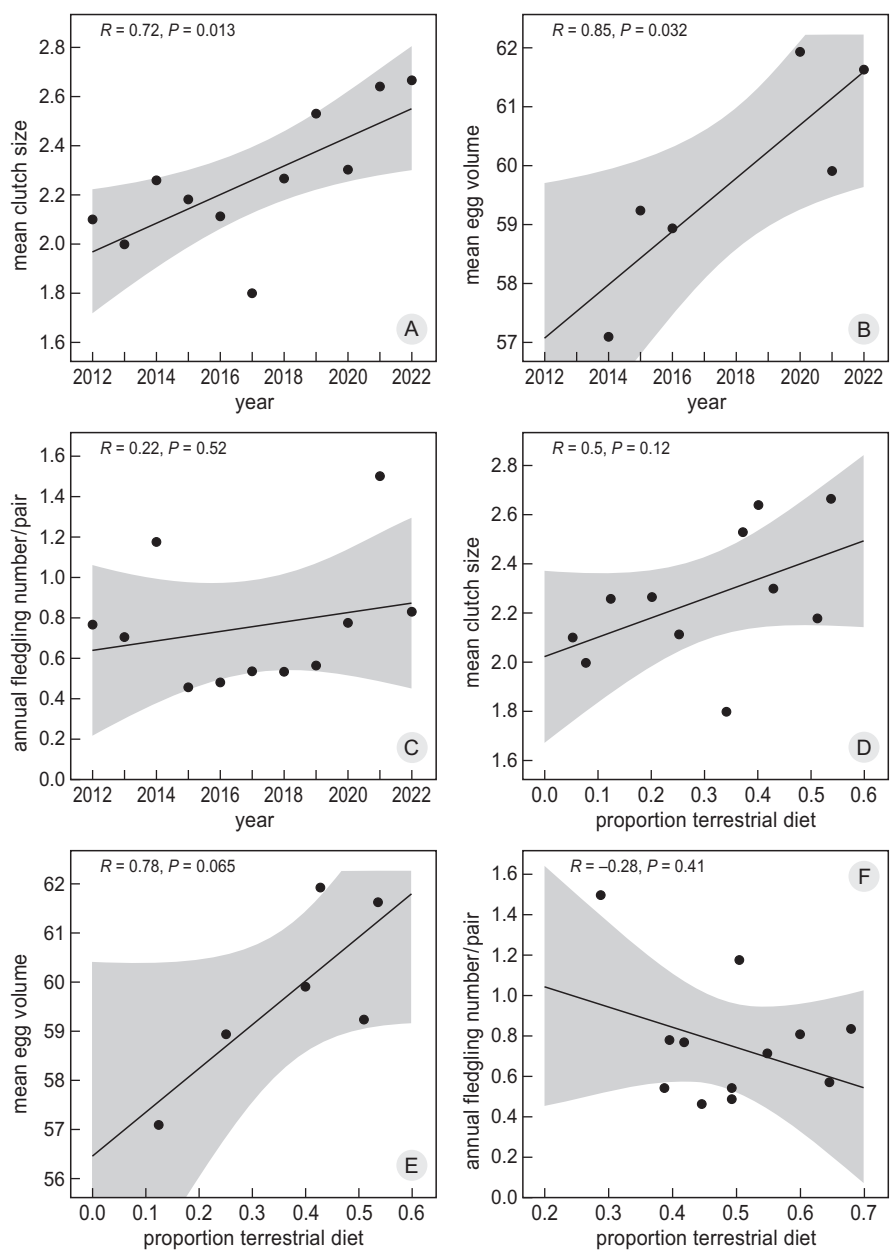 R = 0.72, P = 0.013
2.8
2.6
2.4
2.2
2.0
1.8
1.6
mean clutch size
A
2012 2014 2016 2018 2020 2022
year
R = 0.85, P = 0.032
62
61
60
59
58
57
mean egg volume
B
2012 2014 2016 2018 2020 2022
year
R = 0.22, P = 0.52
1.6
1.4
1.2
1.0
0.8
0.6
0.4
0.2
0.0
annual fledgling number/pair
C
2012 2014 2016 2018 2020 2022
year
R = 0.5, P = 0.12
2.8
2.6
2.4
2.2
2.0
1.8
1.6
mean clutch size
D
0.0 0.1 0.2 0.3 0.4 0.5 0.6
proportion terrestrial diet
R = 0.78, P = 0.065
62
61
60
59
58
57
56
mean egg volume
E
0.0 0.1 0.2 0.3 0.4 0.5 0.6
proportion terrestrial diet
R = –0.28, P = 0.41
F
1.6
1.4
1.2
1.0
0.8
0.6
0.4
0.2
0.0
annual fledgling number/pair
0.2 0.3 0.4 0.5 0.6 0.7
proportion terrestrial diet